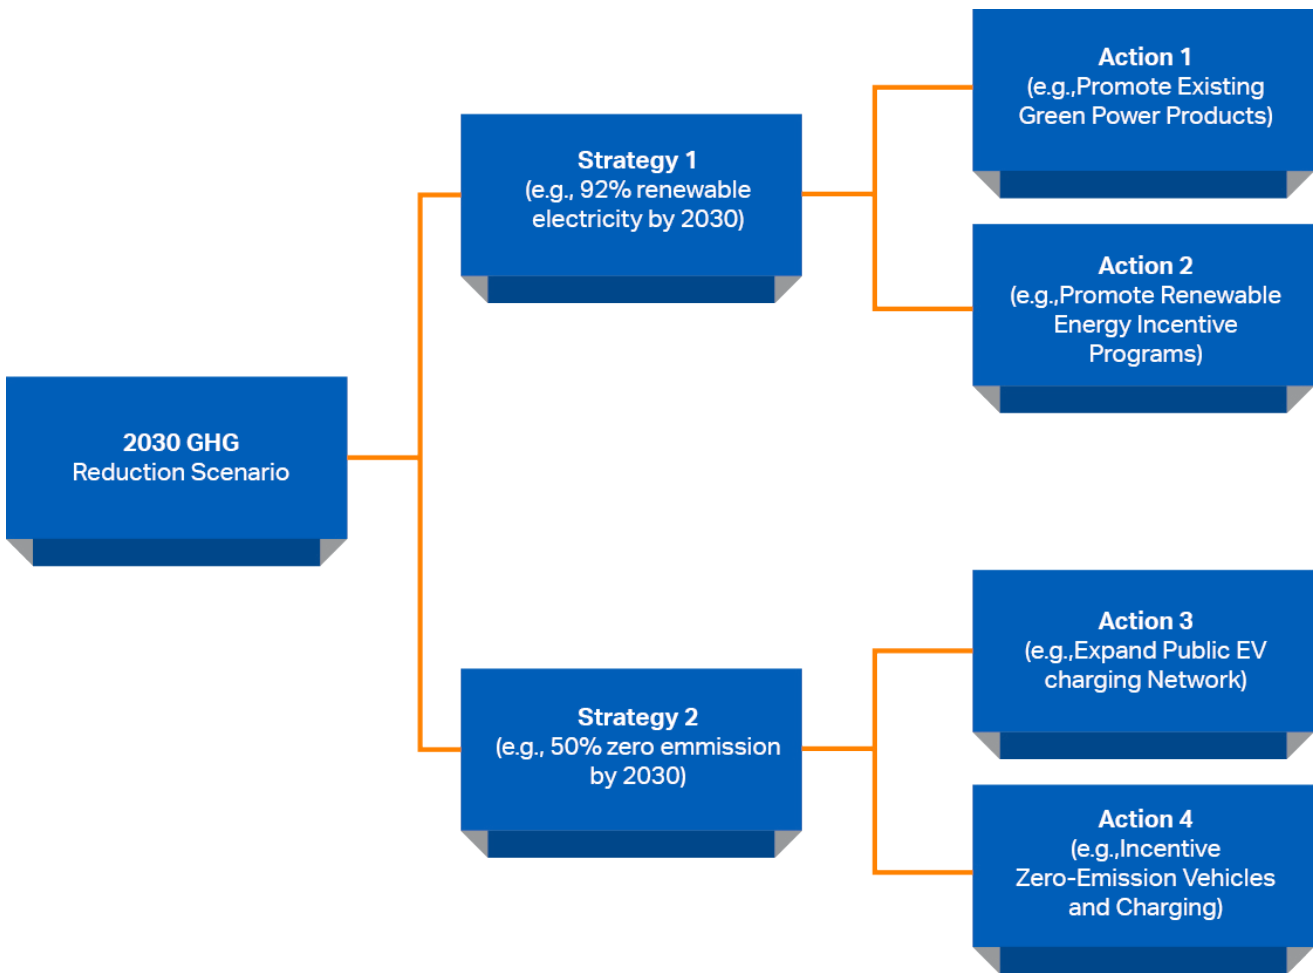 Action 1
(e.g.,Promote Existing
Green Power Products)
Strategy 1
(e.g., 92% renewable
electricity by 2030)
Action 2
(e.g.,Promote Renewable
Energy Incentive
Programs)
2030 GHG
Reduction Scenario
Action 3
(e.g.,Expand Public EV
charging Network)
Strategy 2
(e.g., 50% zero emmission
by 2030)
Action 4
(e.g.,Incentive
Zero-Emission Vehicles
and Charging)